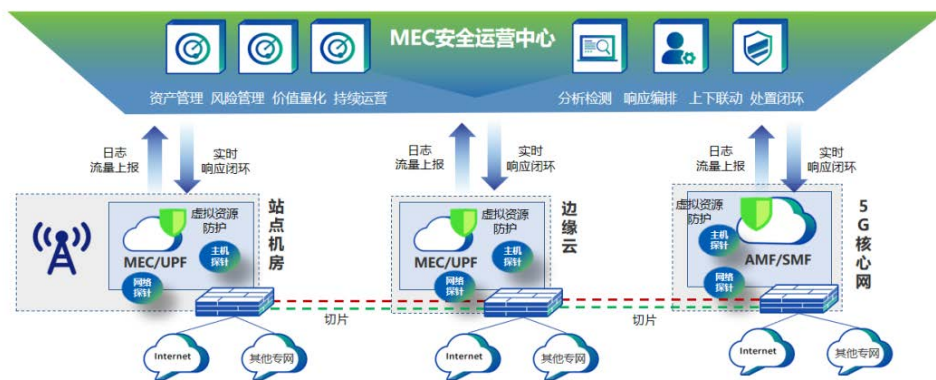 MEC安全运营中心
资产管理 风险管理 价值量化 持续运营
分析检测 响应编排 上下联动 处置闭环
日志
流量上报
实时
响应闭环
日志
流量上报
实时
响应闭环
日志
流量上报
实时
响应闭环
虚拟资源
防护
主机
探针
MEC/UPF
网络
探针
站点机房
虚拟资源
防护
主机
探针
MEC/UPF
网络
探针
边缘云
虚拟资源
防护
主机
探针
AMF/SMF
网络
探针
5G核心网
切片
切片
Internet
其他专网
Internet
其他专网
Internet
其他专网